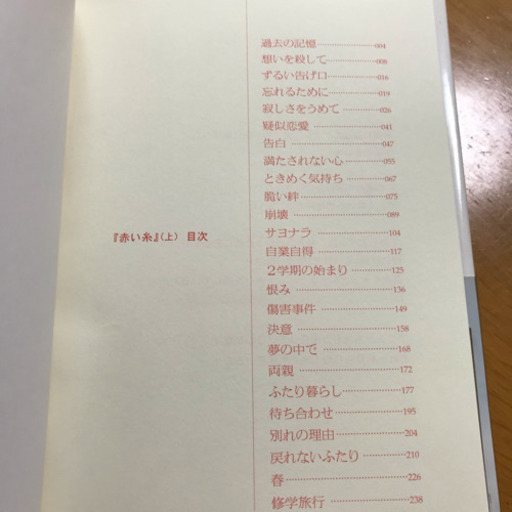 『赤い糸』（上） 目次
過去の記憶 004
想いを殺して 008
ずるい告げ口 016
忘れるために 019
寂しさをうめて 026
疑似恋愛 041
告白 047
満たされない心 055
ときめく気持ち 067
脆い絆 075
崩壊 089
サヨナラ 104
自業自得 117
2学期の始まり 125
恨み 136
傷害事件 149
決意 158
夢の中で 168
両親 172
ふたり暮らし 177
待ち合わせ 195
別れの理由 204
戻れないふたり 210
春 226
修学旅行 238